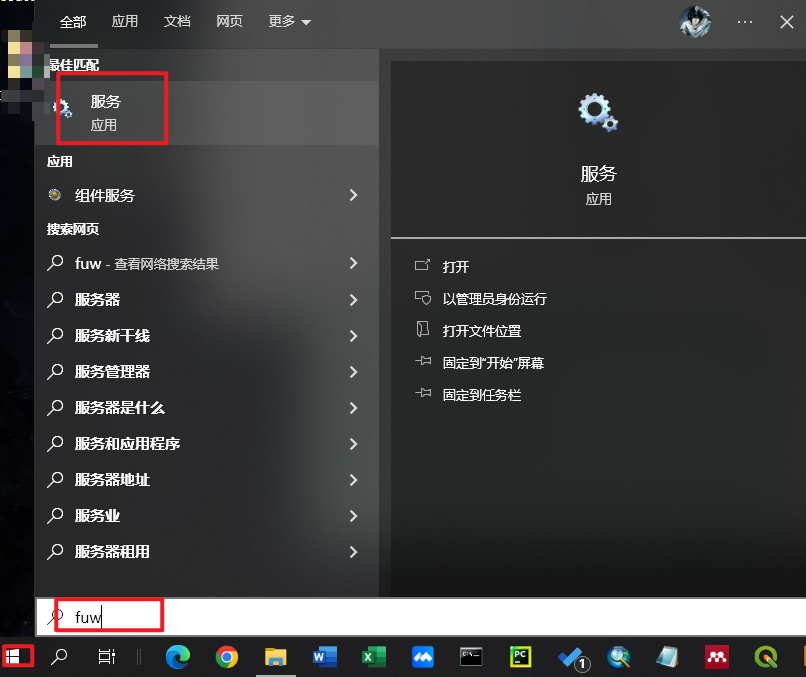 全部 应用 文档 网页 更多
最佳匹配
服务
应用
应用
组件服务
搜索网页
fuw - 查看网络搜索结果
服务器
服务新干线
服务管理器
服务器是什么
服务和应用程序
服务器地址
服务业
服务器租用
服务
应用
打开
以管理员身份运行
打开文件位置
固定到"开始"屏幕
固定到任务栏
fuw
W
X
PC
1